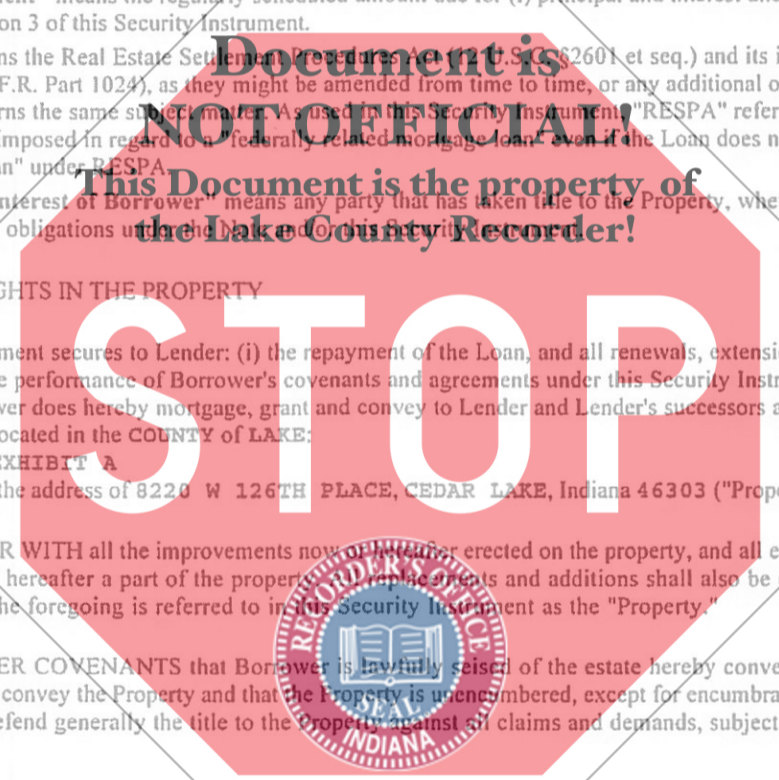 on 3 of this Security Instrument.
Document is
ns the Real Estate Settlement Procedures Act (12 U.S.C. §2601 et seq.) and its i
F.R. Part 1024), as they might be amended from time to time, or any additional o
NOT OFFICIAL!
rns the same subject matter. As used in this Security Instrument, "RESPA" refer
imposed in regard to a "federally related mortgage loan" even if the Loan does n
an" under RESPA.
This Document is the property of
nterest of Borrower" means any party that has taken title to the Property, whe
the Lake County Recorder!
obligations under the Note and/or this Security Instrument.
GHTS IN THE PROPERTY
STOP
ment secures to Lender: (i) the repayment of the Loan, and all renewals, extensi
e performance of Borrower's covenants and agreements under this Security Instr
wer does hereby mortgage, grant and convey to Lender and Lender's successors a
ocated in the COUNTY of LAKE:
EXHIBIT A
the address of 8220 W 126TH PLACE, CEDAR LAKE, Indiana 46303 ("Prope
R WITH all the improvements now or hereafter erected on the property, and all e
hereafter a part of the property. All replacements and additions shall also be
he foregoing is referred to in this Security Instrument as the "Property."
RECORDER'S OFFICE
SEAL
INDIANA
ER COVENANTS that Borrower is lawfully seised of the estate hereby conve
convey the Property and that the Property is unencumbered, except for encumbra
efend generally the title to the Property against all claims and demands, subject